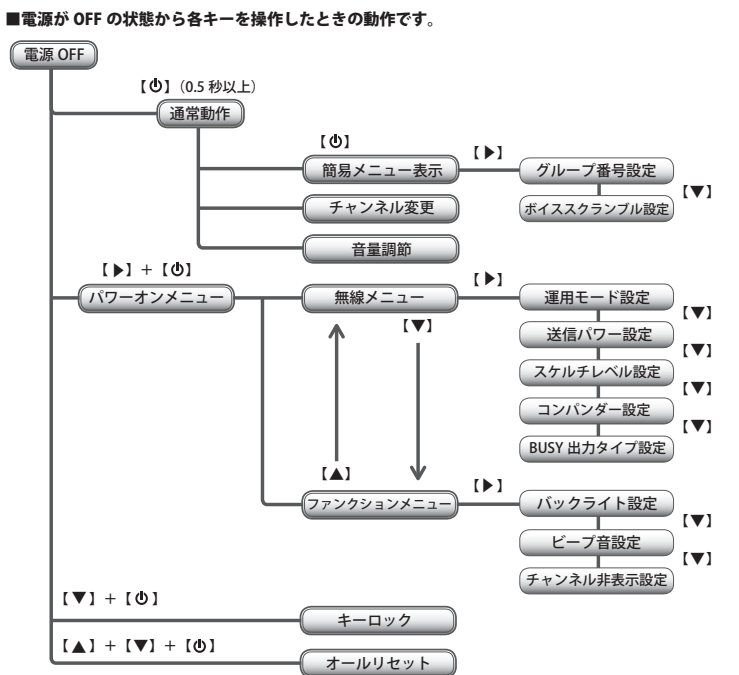 ■電源が OFF の状態から各キーを操作したときの動作です。
電源 OFF
【⏻】（0.5 秒以上）
通常動作
【⏻】
簡易メニュー表示
【▶】
グループ番号設定
【▼】
ボイススクランブル設定
チャンネル変更
音量調節
【▶】+【⏻】
パワーオンメニュー
無線メニュー
【▶】
運用モード設定
【▼】
送信パワー設定
【▼】
スケルチレベル設定
【▼】
コンパンダー設定
【▼】
BUSY 出力タイプ設定
【▼】
【▲】
ファンクションメニュー
【▶】
バックライト設定
【▼】
ビープ音設定
【▼】
チャンネル非表示設定
【▼】+【⏻】
キーロック
【▲】+【▼】+【⏻】
オールリセット